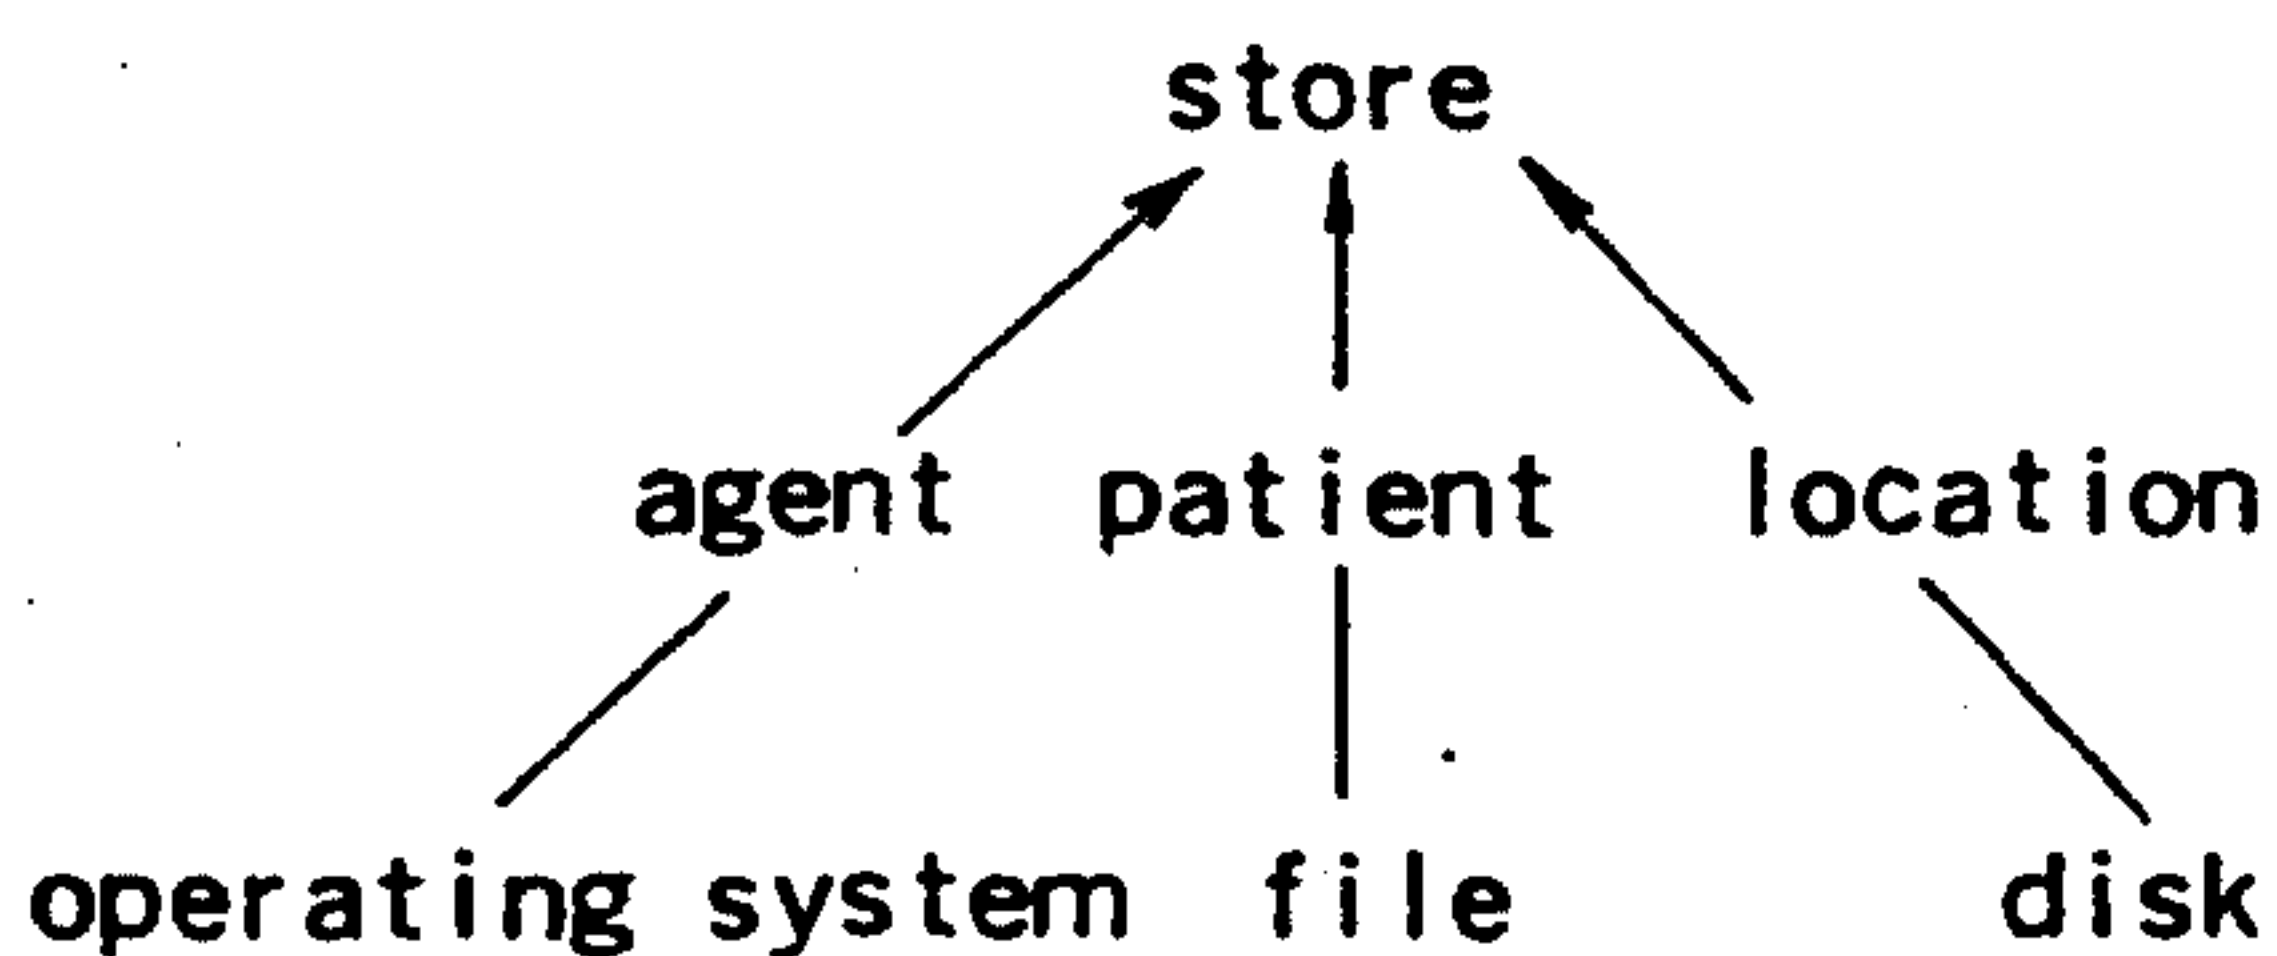 store
agent patient location
operating system file disk